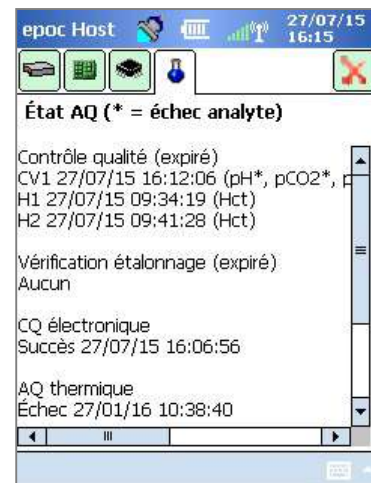 epoc Host 27/07/15
16:15
État AQ (* = échec analyte)
Contrôle qualité (expiré)
CV1 27/07/15 16:12:06 (pH*, pCO2*, p
H1 27/07/15 09:34:19 (Hct)
H2 27/07/15 09:41:28 (Hct)
Vérification étalonnage (expiré)
Aucun
CQ électronique
Succès 27/07/15 16:06:56
AQ thermique
Échec 27/01/16 10:38:40